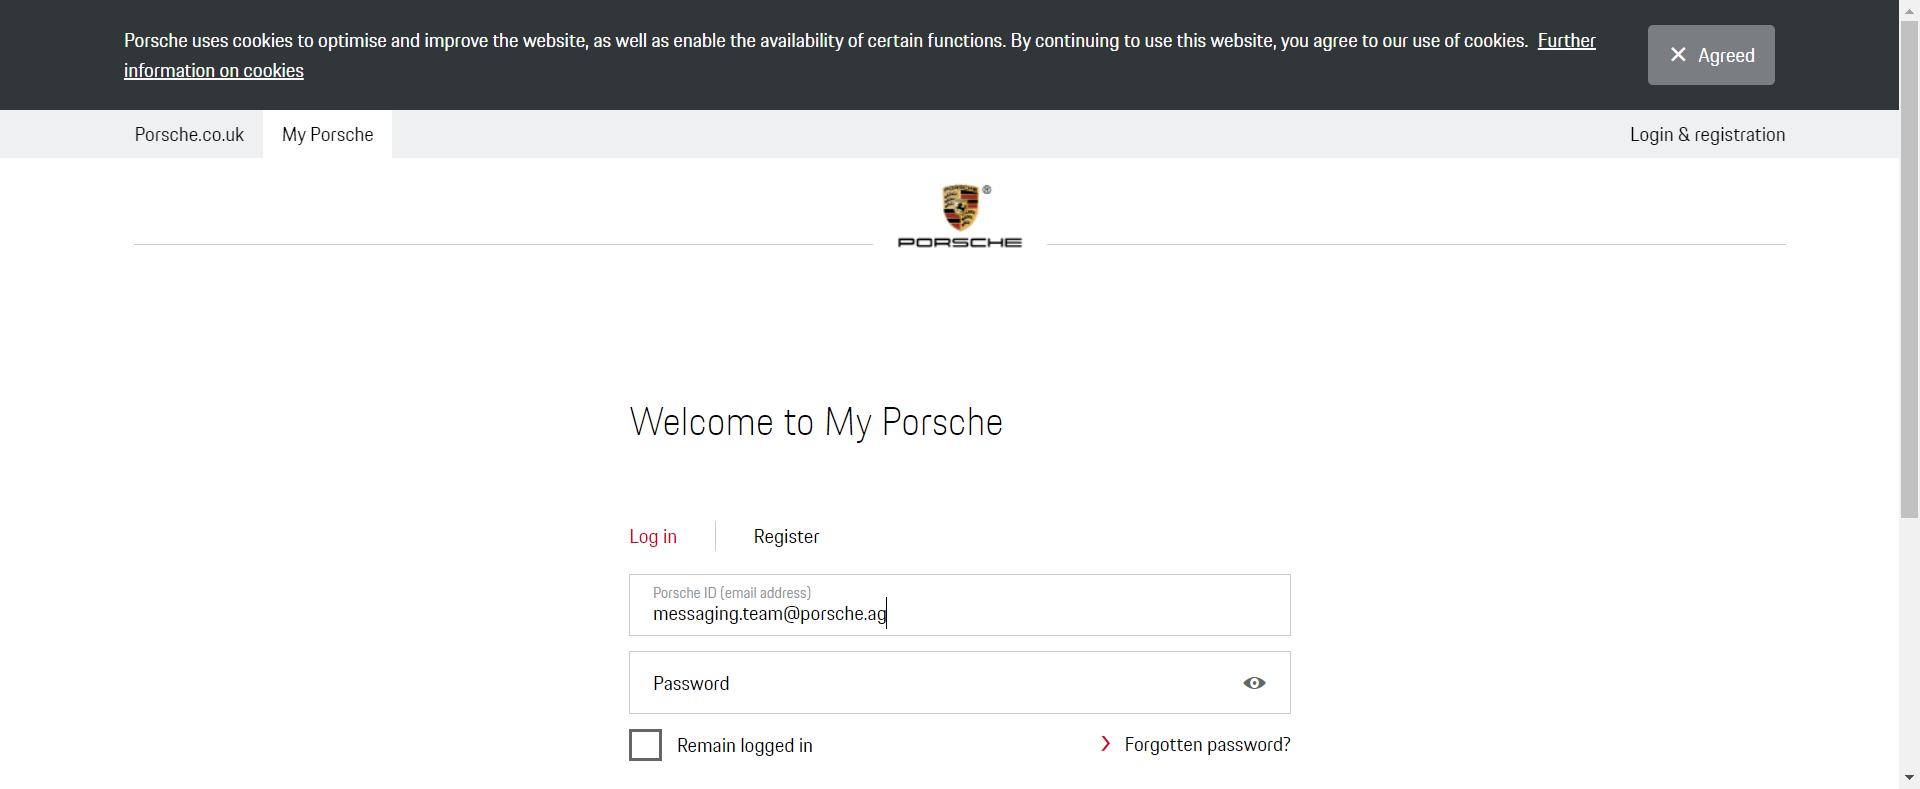 Porsche uses cookies to optimise and improve the website, as well as enable the availability of certain functions. By continuing to use this website, you agree to our use of cookies. Further
information on cookies
✕ Agreed
Porsche.co.uk My Porsche Login & registration
PORSCHE
®
PORSCHE
Welcome to My Porsche
Log in Register
Porsche ID (email address)
messaging.team@porsche.ag
Password
Remain logged in Forgotten password?